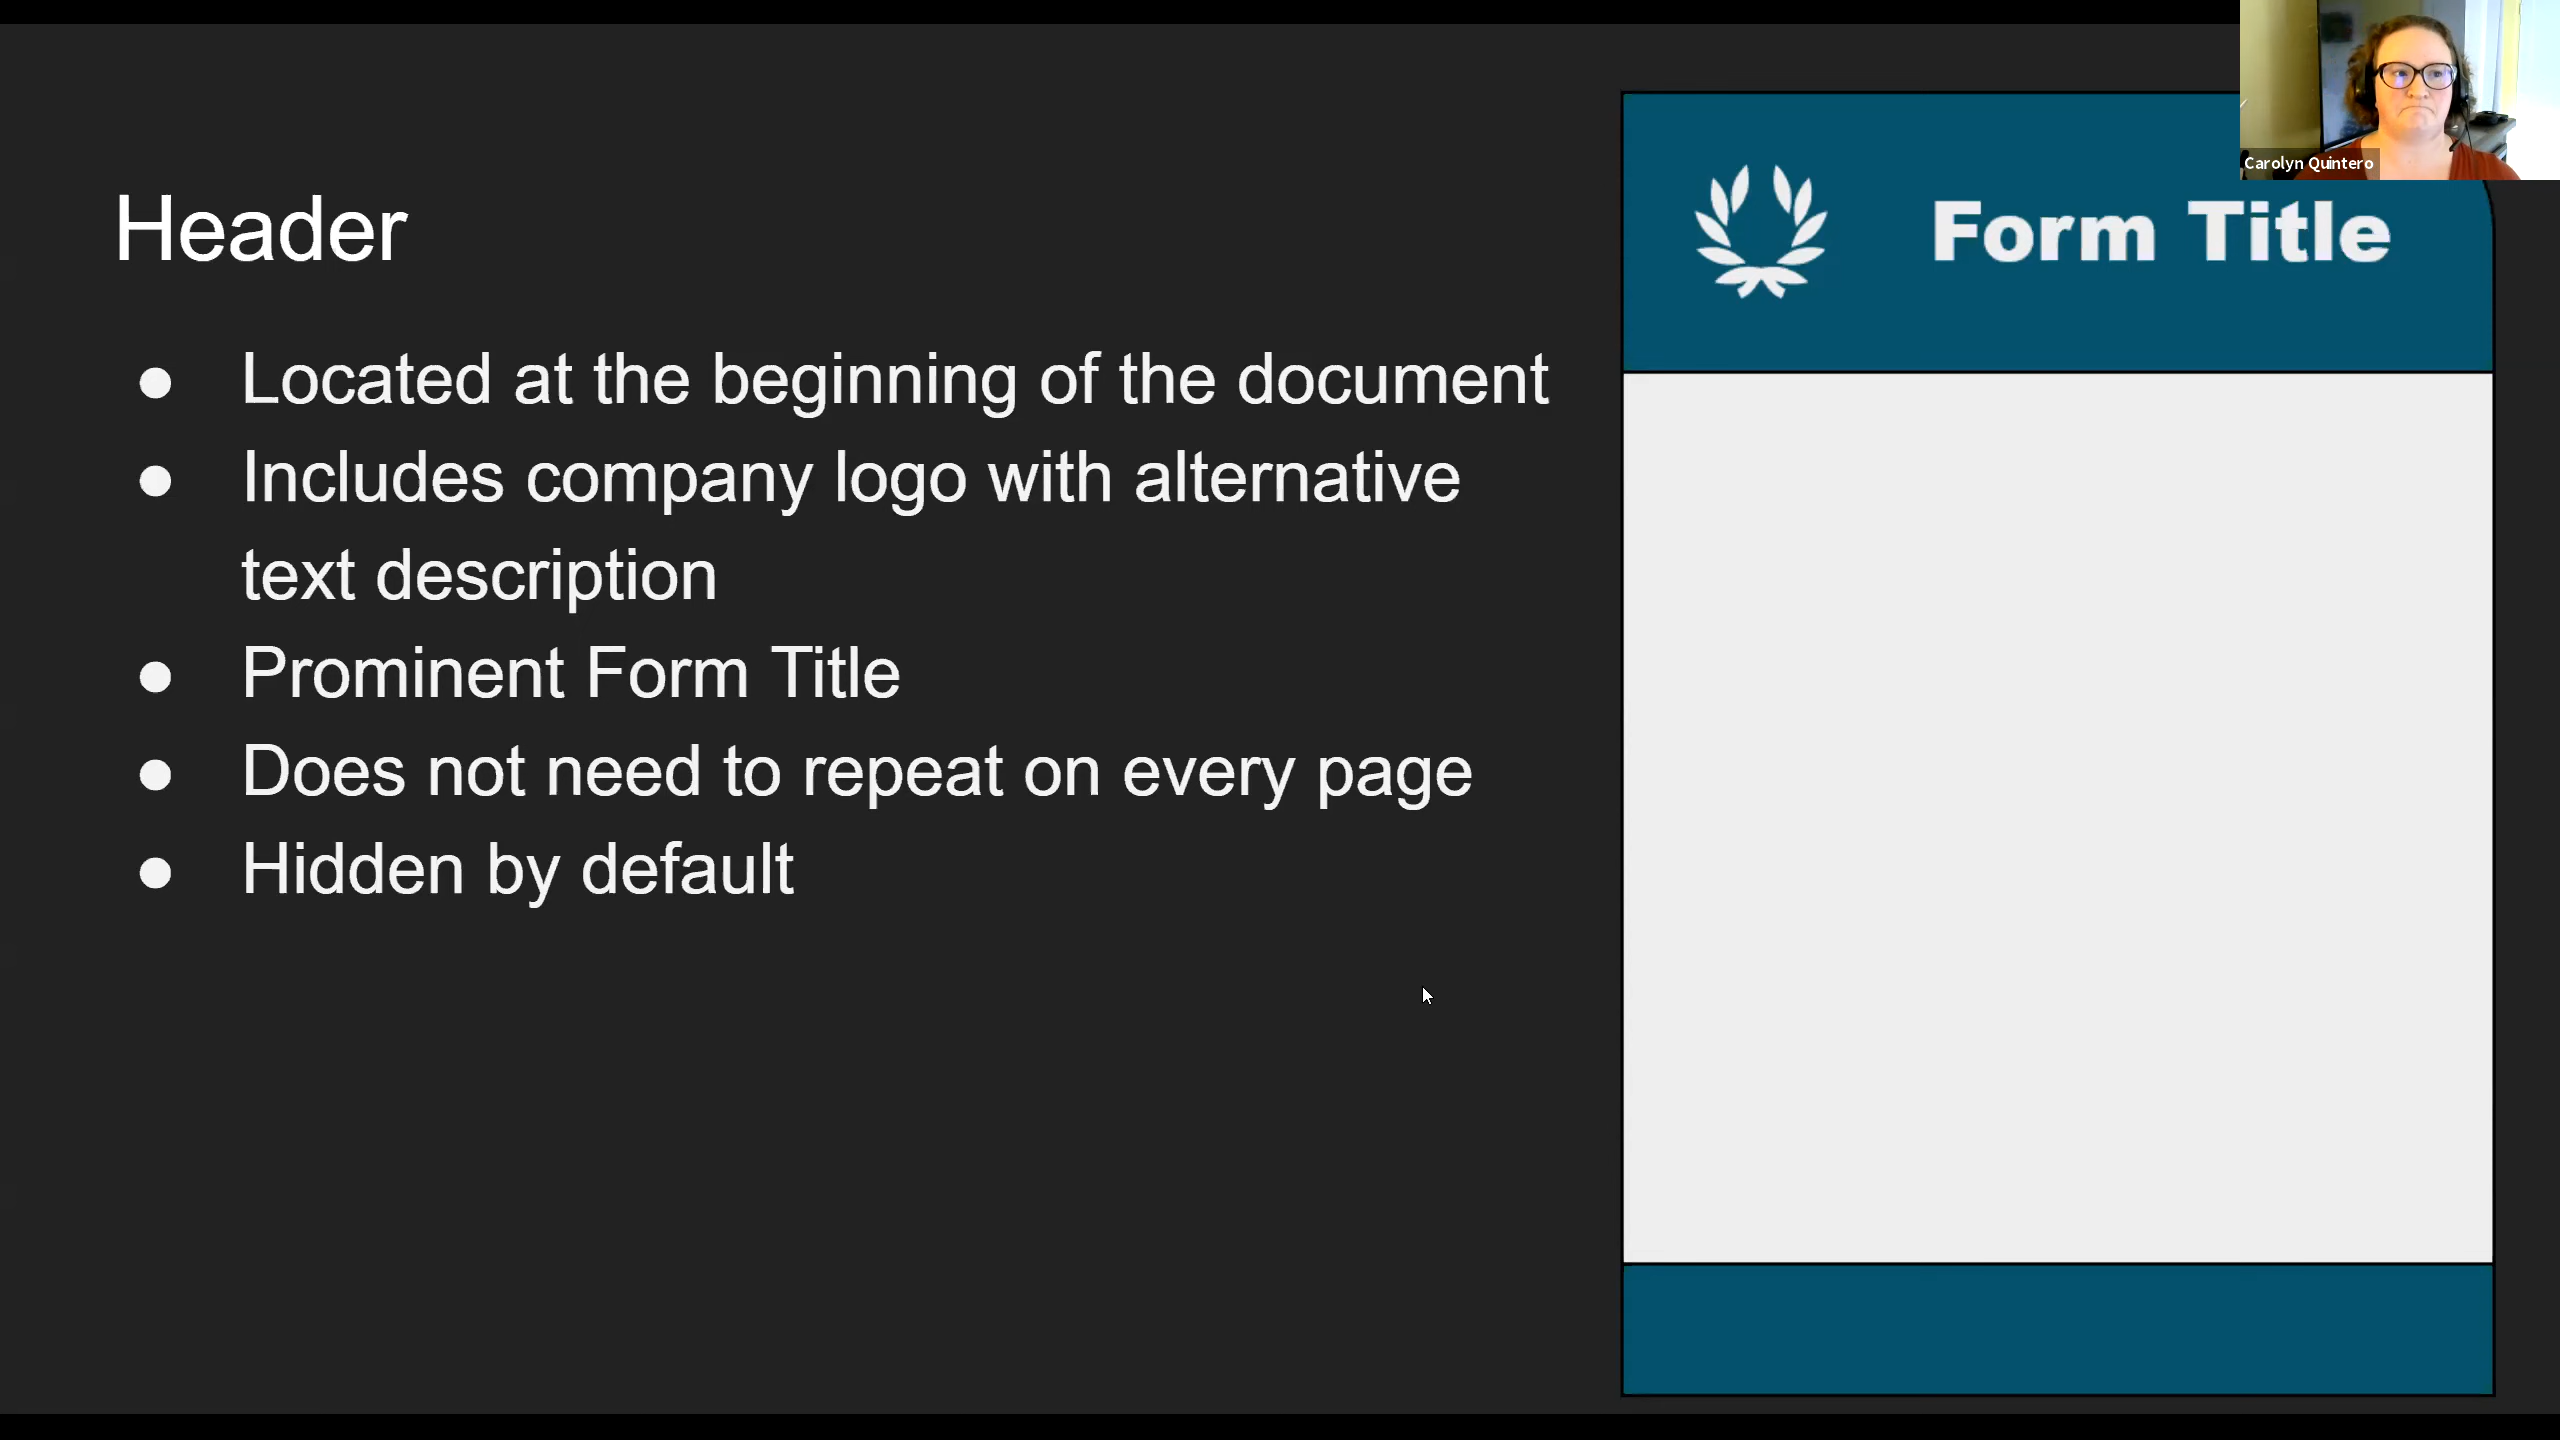 Header
● Located at the beginning of the document
● Includes company logo with alternative
text description
● Prominent Form Title
● Does not need to repeat on every page
● Hidden by default
Form Title
Carolyn Quintero